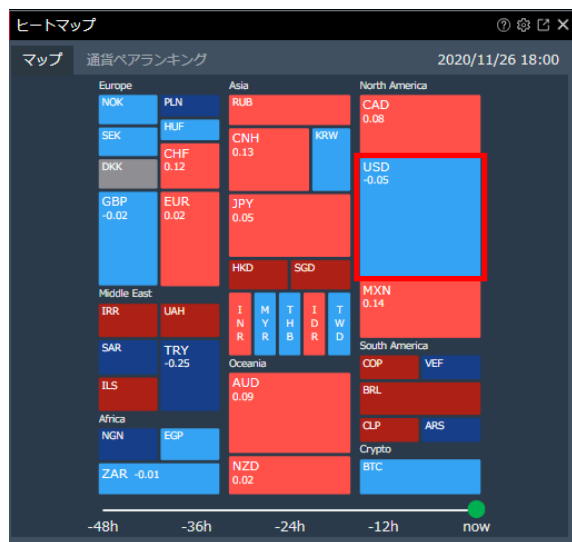 ヒートマップ
マップ 通貨ペアランキング 2020/11/26 18:00
Europe
NOK
PLN
SEK
HUF
DKK
CHF
0.12
GBP
-0.02
EUR
0.02
Middle East
IRR
UAH
SAR
TRY
-0.25
ILS
Africa
NGN
EGP
ZAR -0.01
Asia
RUB
CNH
0.13
KRW
JPY
0.05
HKD
SGD
INR
MYR
THB
IDR
TWD
Oceania
AUD
0.09
NZD
0.02
North America
CAD
0.08
USD
-0.05
MXN
0.14
South America
COP
VEF
BRL
CLP
ARS
Crypto
BTC
-48h -36h -24h -12h now